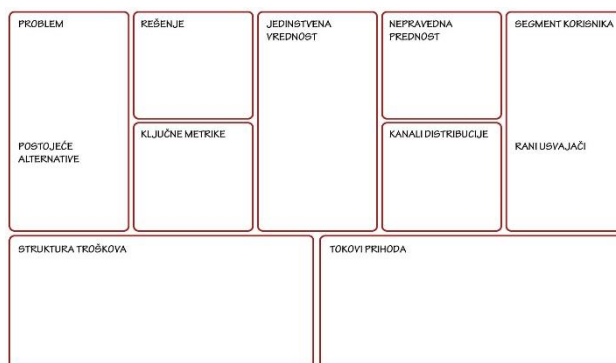 PROBLEM
POSTOJEĆE
ALTERNATIVE
REŠENJE
KLJUČNE METRIKE
JEDINSTVENA
VREDNOST
NEPRAVEDNA
PREDNOST
KANALI DISTRIBUCIJE
SEGMENT KORISNIKA
RANI USVAJAČI
STRUKTURA TROŠKOVA
TOKOVI PRIHODA